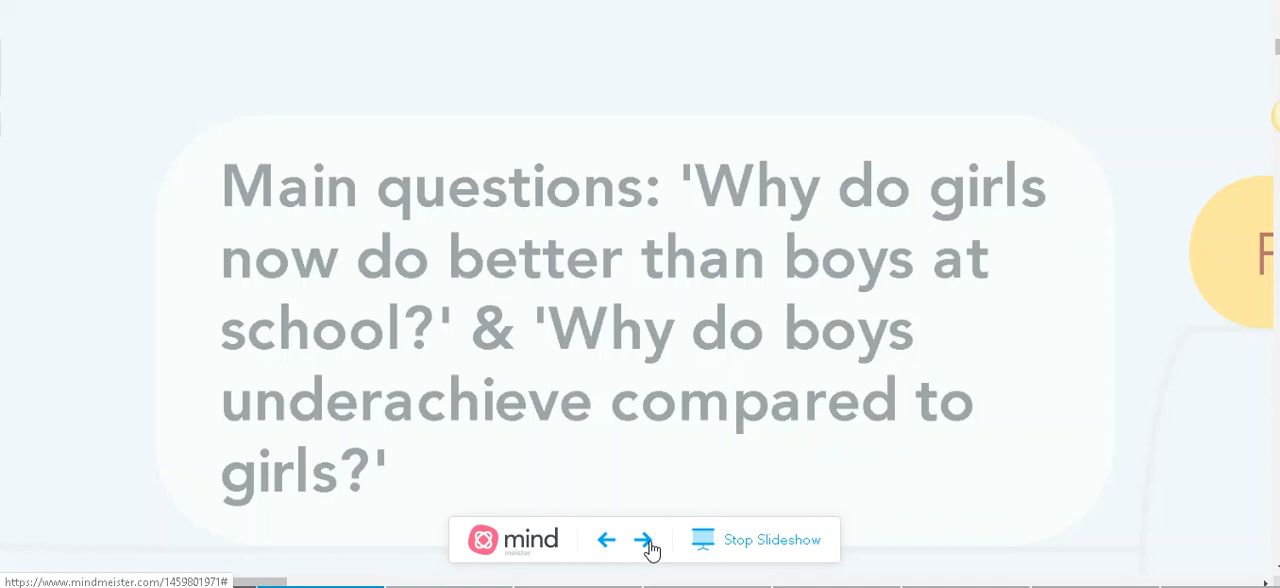 Main questions: 'Why do girls
now do better than boys at
school?' & 'Why do boys
underachieve compared to
girls?'
mind
meister
Stop Slideshow
https://www.mindmeister.com/1459801971#